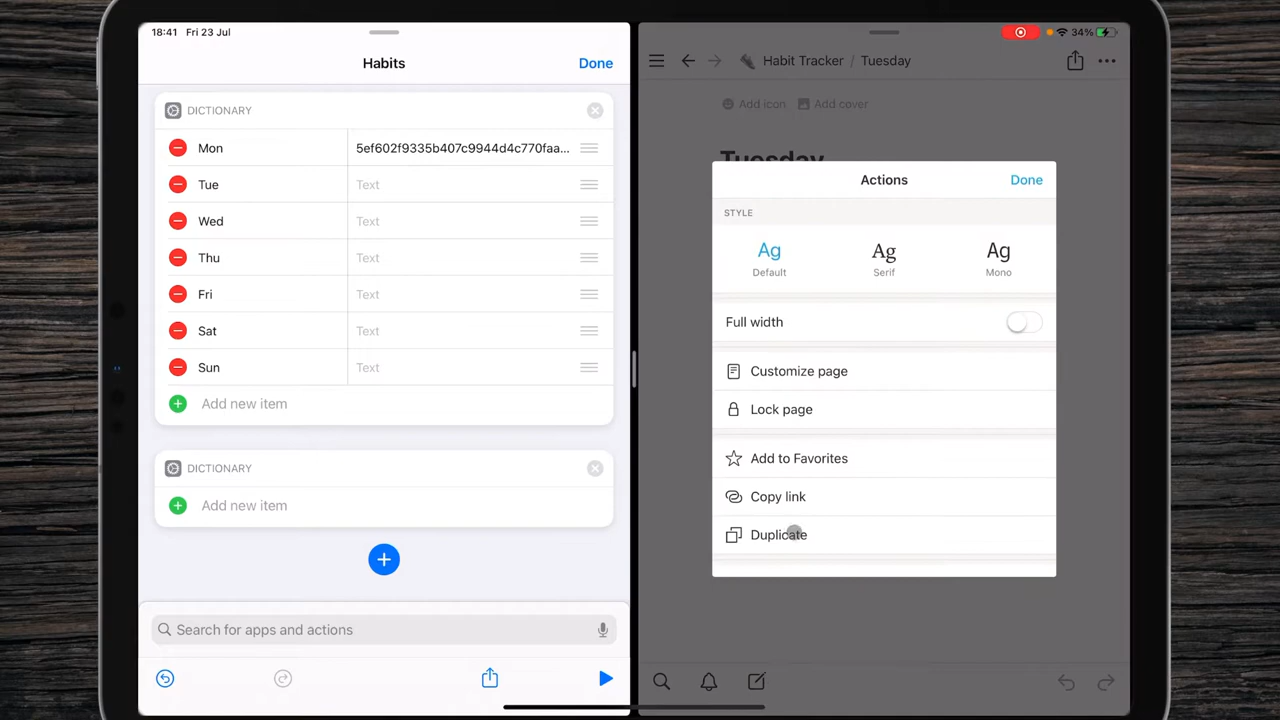 18:41 Fri 23 Jul
Habits
Done
DICTIONARY
Mon 5ef602f9335b407c9944d4c770faa...
Tue Text
Wed Text
Thu Text
Fri Text
Sat Text
Sun Text
Add new item
DICTIONARY
Add new item
Search for apps and actions
34%
Habit Tracker / Tuesday
Add icon Add cover
Tuesday
Actions
Done
STYLE
Ag Ag Ag
Default Serif Mono
Full width
Customize page
Lock page
Add to Favorites
Copy link
Duplicate